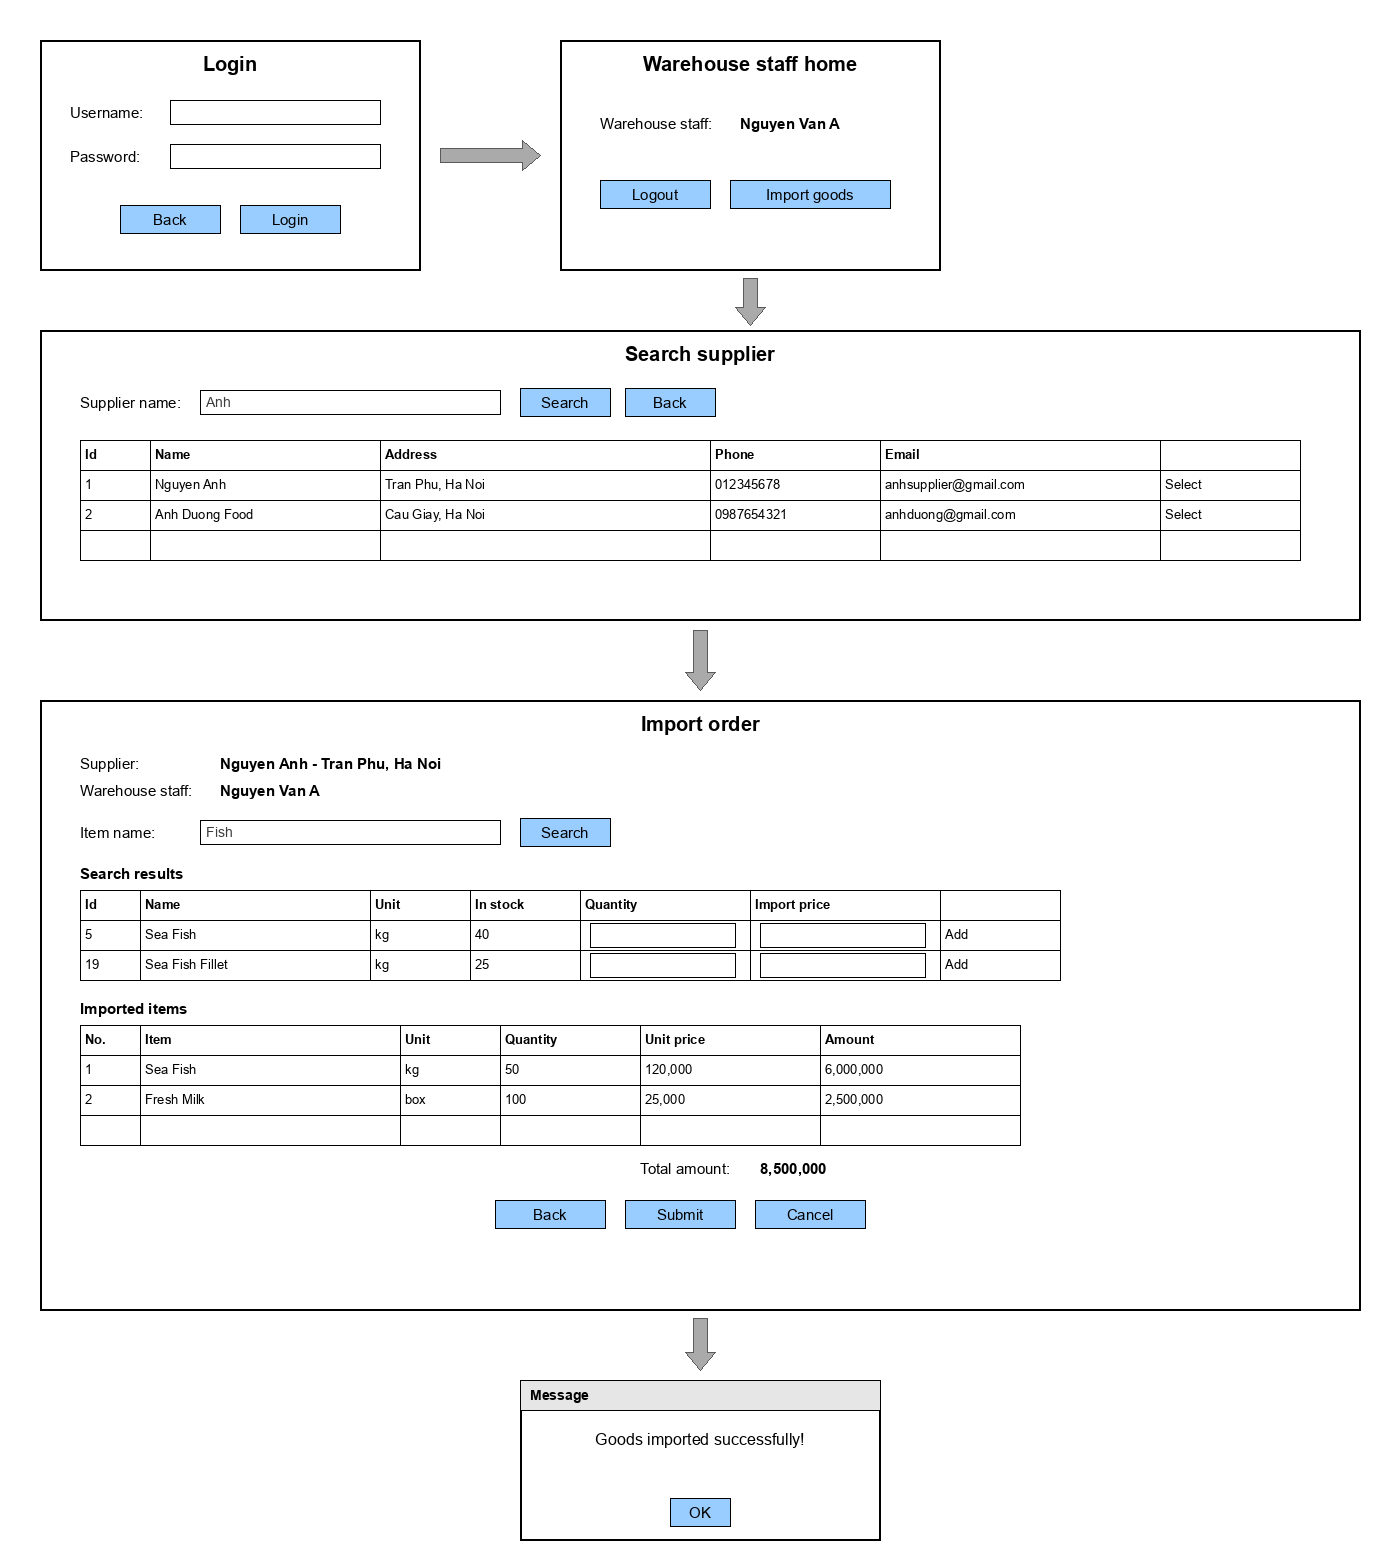 Login
Username:
Password:
Back Login
Warehouse staff home
Warehouse staff: Nguyen Van A
Logout Import goods
Search supplier
Supplier name: Anh Search Back
Id Name Address Phone Email
1 Nguyen Anh Tran Phu, Ha Noi 012345678 anhsupplier@gmail.com Select
2 Anh Duong Food Cau Giay, Ha Noi 0987654321 anhduong@gmail.com Select
Import order
Supplier: Nguyen Anh - Tran Phu, Ha Noi
Warehouse staff: Nguyen Van A
Item name: Fish Search
Search results
Id Name Unit In stock Quantity Import price
5 Sea Fish kg 40 Add
19 Sea Fish Fillet kg 25 Add
Imported items
No. Item Unit Quantity Unit price Amount
1 Sea Fish kg 50 120,000 6,000,000
2 Fresh Milk box 100 25,000 2,500,000
Total amount: 8,500,000
Back Submit Cancel
Message
Goods imported successfully!
OK